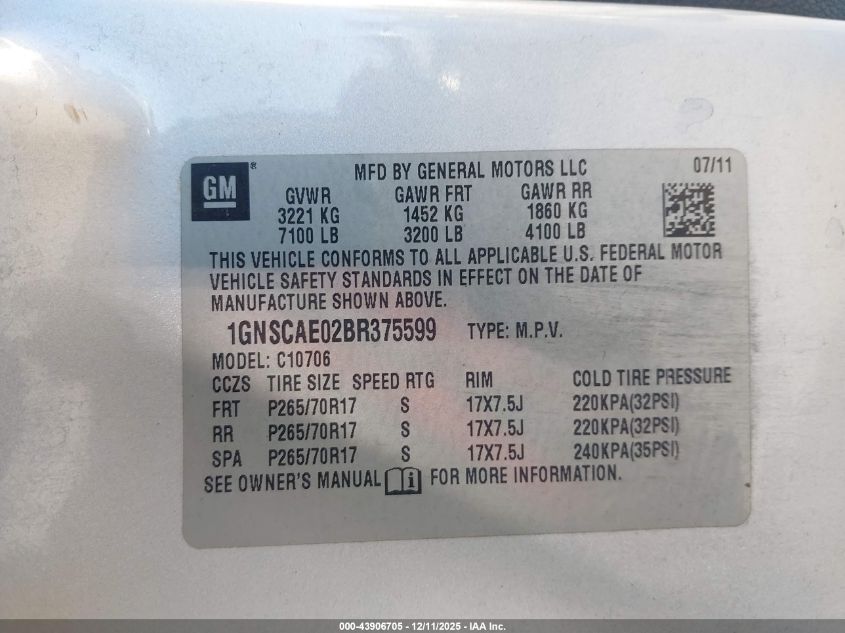 GM®
MFD BY GENERAL MOTORS LLC 07/11
GVWR GAWR FRT GAWR RR
3221 KG 1452 KG 1860 KG
7100 LB 3200 LB 4100 LB
THIS VEHICLE CONFORMS TO ALL APPLICABLE U.S. FEDERAL MOTOR
VEHICLE SAFETY STANDARDS IN EFFECT ON THE DATE OF
MANUFACTURE SHOWN ABOVE.
1GNSCAE02BR375599 TYPE: M.P.V.
MODEL: C10706
CCZS TIRE SIZE SPEED RTG RIM COLD TIRE PRESSURE
FRT P265/70R17 S 17X7.5J 220KPA(32PSI)
RR P265/70R17 S 17X7.5J 220KPA(32PSI)
SPA P265/70R17 S 17X7.5J 240KPA(35PSI)
SEE OWNER'S MANUAL i FOR MORE INFORMATION.
000-43906705 - 12/11/2025 - IAA Inc.